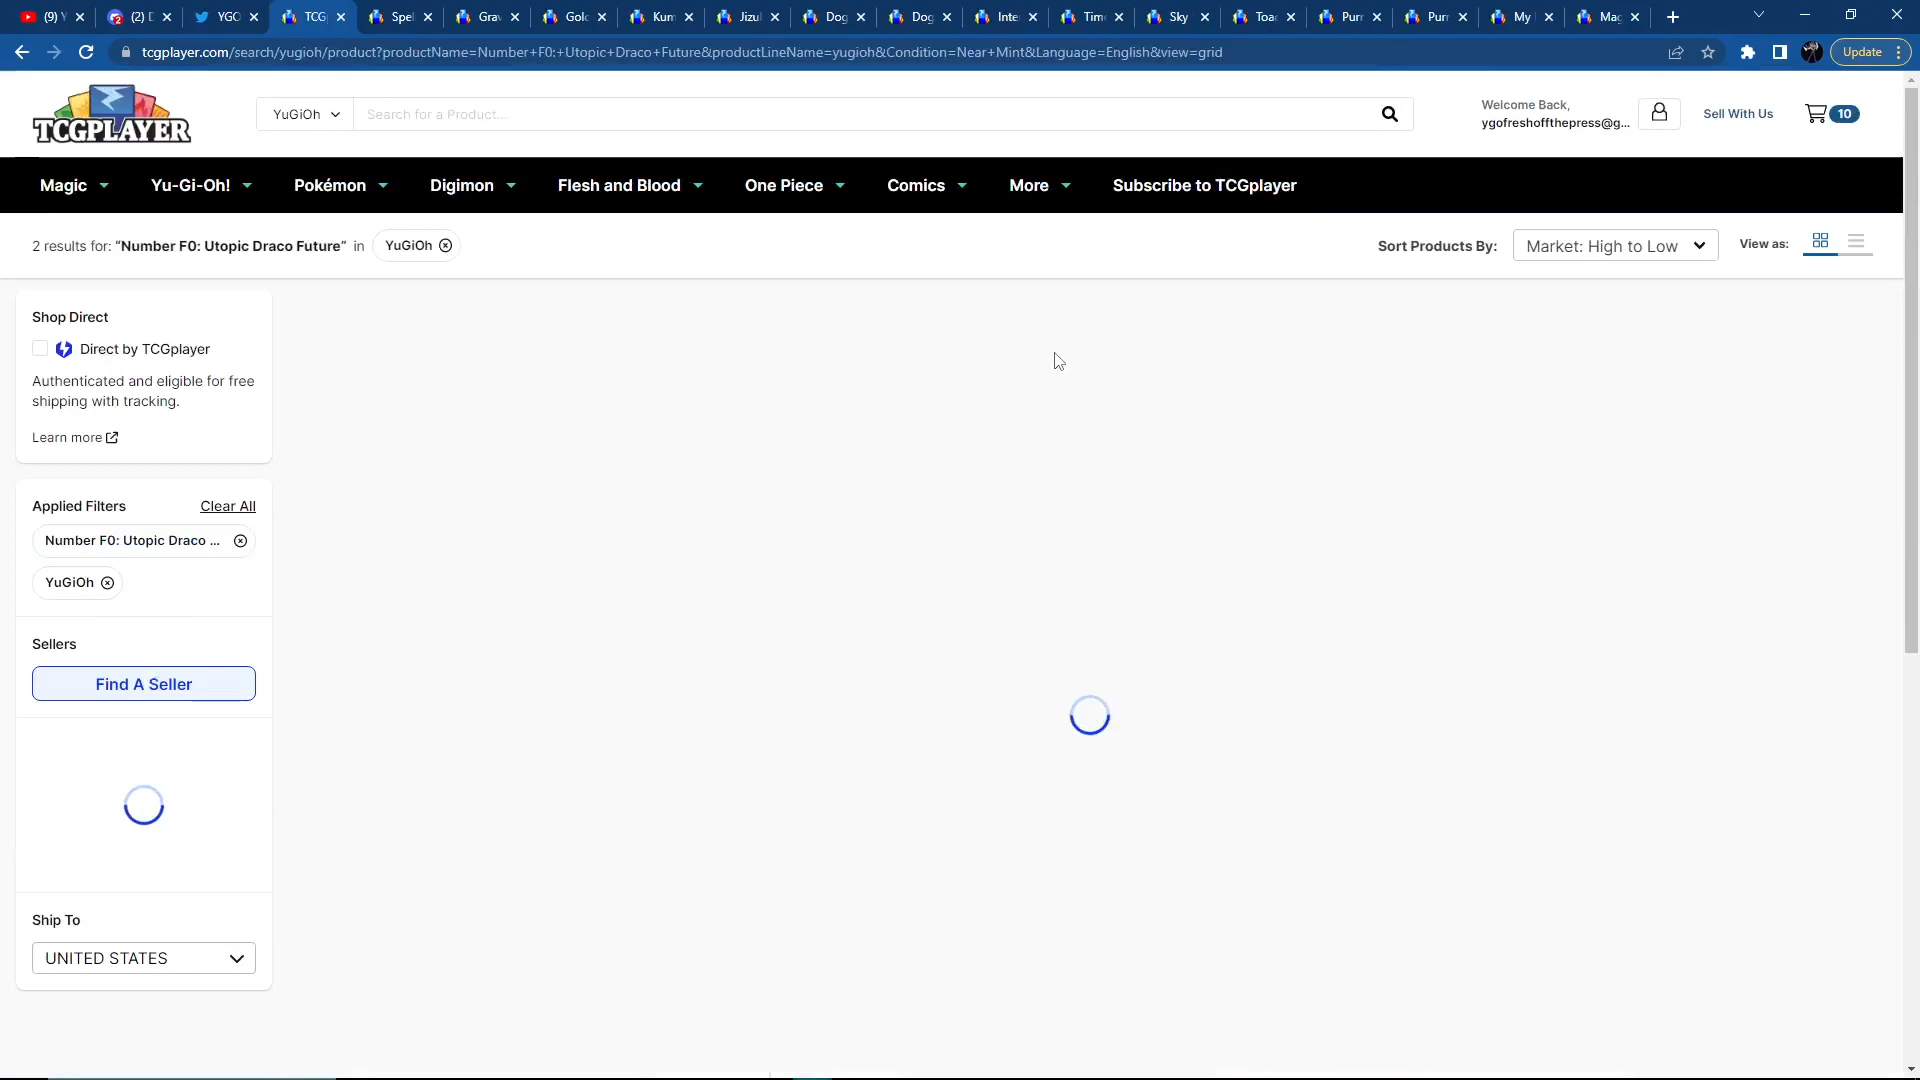 (9) Y
(2) D
YGO
TCG
Spel
Grav
Golc
Kum
Jizul
Dog
Dog
Inte
Time
Sky
Toac
Purr
Purr
My
Mag
tcgplayer.com/search/yugioh/product?productName=Number+F0:+Utopic+Draco+Future&productLineName=yugioh&Condition=Near+Mint&Language=English&view=grid
Update
TCGPLAYER
YuGiOh
Search for a Product...
Welcome Back,
ygofreshoffthepress@g...
Sell With Us
10
Magic
Yu-Gi-Oh!
Pokémon
Digimon
Flesh and Blood
One Piece
Comics
More
Subscribe to TCGplayer
2 results for: “Number F0: Utopic Draco Future” in YuGiOh
Sort Products By:
Market: High to Low
View as:
Shop Direct
Direct by TCGplayer
Authenticated and eligible for free
shipping with tracking.
Learn more
Applied Filters
Clear All
Number F0: Utopic Draco ...
YuGiOh
Sellers
Find A Seller
Ship To
UNITED STATES